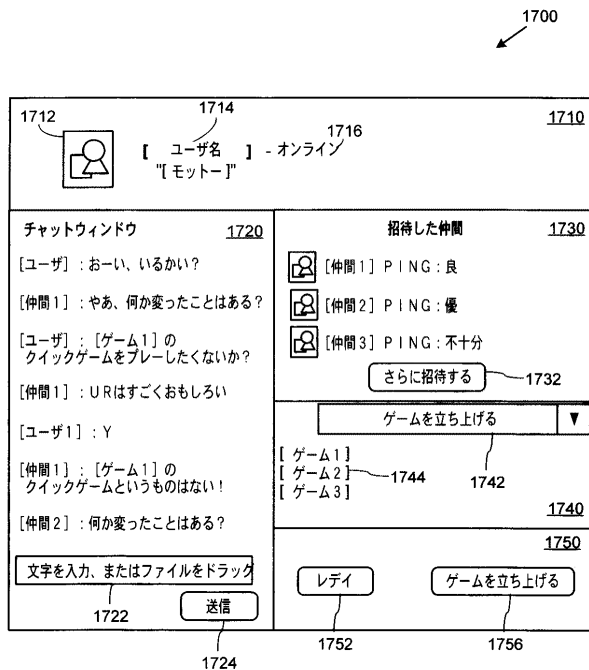 1700
1710
1712
1714
1716
[ ユーザ名 ] - オンライン
"[ モットー ]"
チャットウィンドウ 1720
[ユーザ]：おーい、いるかい？
[仲間１]：やあ、何か変ったことはある？
[ユーザ]：[ゲーム１]の
クイックゲームをプレーしたくないか？
[仲間１]：ＵＲはすごくおもしろい
[ユーザ１]：Ｙ
[仲間１]：[ゲーム１]の
クイックゲームというものはない！
[仲間２]：何か変ったことはある？
文字を入力、またはファイルをドラッグ
1722
送信
1724
招待した仲間 1730
[仲間１] ＰＩＮＧ：良
[仲間２] ＰＩＮＧ：優
[仲間３] ＰＩＮＧ：不十分
さらに招待する 1732
ゲームを立ち上げる ▼
1742
[ ゲーム１]
[ ゲーム２] 1744
[ ゲーム３]
1740
1750
レディ
ゲームを立ち上げる
1752
1756